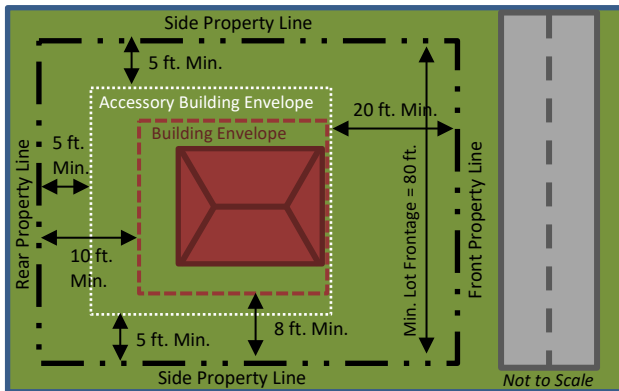 Side Property Line
5 ft. Min.
Accessory Building Envelope
20 ft. Min.
Building Envelope
5 ft.
Min.
Rear Property Line
Min. Lot Frontage = 80 ft.
Front Property Line
10 ft.
Min.
5 ft. Min.
8 ft. Min.
Side Property Line
Not to Scale